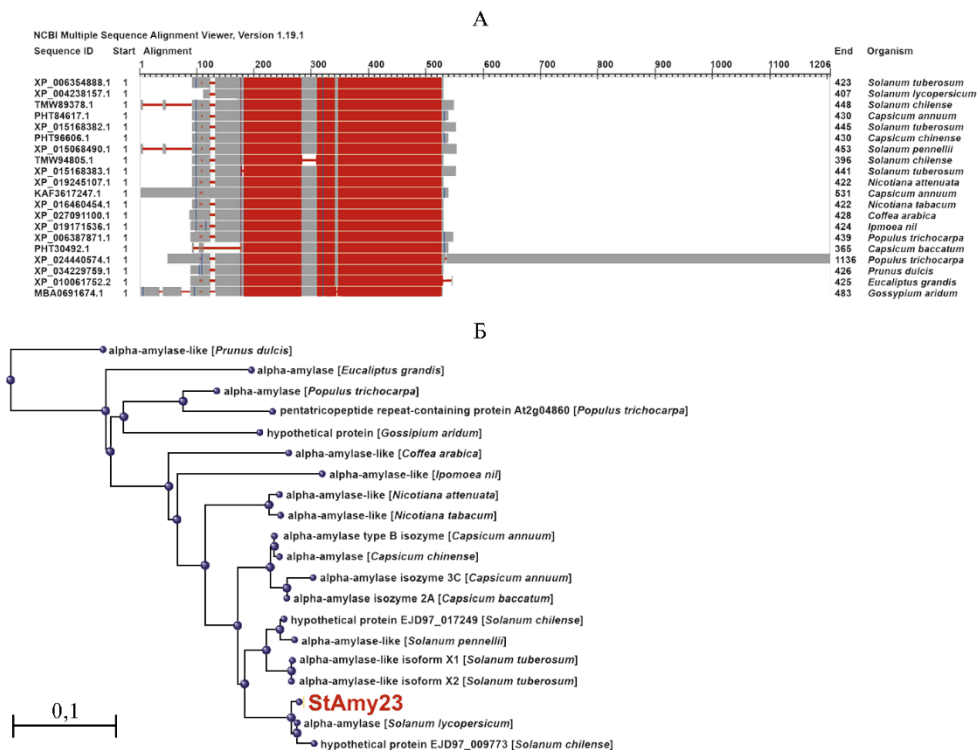 А
NCBI Multiple Sequence Alignment Viewer, Version 1.19.1
Sequence ID Start Alignment End Organism
1 100 200 300 400 500 600 700 800 900 1000 1100 1206
XP_006354888.1 1 423 Solanum tuberosum
XP_004238157.1 1 407 Solanum lycopersicum
TMW89378.1 1 448 Solanum chilense
PHT84617.1 1 430 Capsicum annuum
XP_015168382.1 1 445 Solanum tuberosum
PHT96606.1 1 430 Capsicum chinense
XP_015068490.1 1 453 Solanum pennellii
TMW94805.1 1 396 Solanum chilense
XP_015168383.1 1 441 Solanum tuberosum
XP_019245107.1 1 422 Nicotiana attenuata
KAF3617247.1 1 531 Capsicum annuum
XP_016460454.1 1 422 Nicotiana tabacum
XP_027091100.1 1 428 Coffea arabica
XP_019171536.1 1 424 Ipmoea nil
XP_006387871.1 1 439 Populus trichocarpa
PHT30492.1 1 365 Capsicum baccatum
XP_024440574.1 1 1136 Populus trichocarpa
XP_034229759.1 1 426 Prunus dulcis
XP_010061752.2 1 425 Eucaliptus grandis
MBA0691674.1 1 483 Gossypium aridum
Б
alpha-amylase-like [Prunus dulcis]
alpha-amylase [Eucaliptus grandis]
alpha-amylase [Populus trichocarpa]
pentatricopeptide repeat-containing protein At2g04860 [Populus trichocarpa]
hypothetical protein [Gossipium aridum]
alpha-amylase-like [Coffea arabica]
alpha-amylase-like [Ipomoea nil]
alpha-amylase-like [Nicotiana attenuata]
alpha-amylase-like [Nicotiana tabacum]
alpha-amylase type B isozyme [Capsicum annuum]
alpha-amylase [Capsicum chinense]
alpha-amylase isozyme 3C [Capsicum annuum]
alpha-amylase isozyme 2A [Capsicum baccatum]
hypothetical protein EJD97_017249 [Solanum chilense]
alpha-amylase-like [Solanum pennellii]
alpha-amylase-like isoform X1 [Solanum tuberosum]
alpha-amylase-like isoform X2 [Solanum tuberosum]
StAmy23
alpha-amylase [Solanum lycopersicum]
hypothetical protein EJD97_009773 [Solanum chilense]
0,1